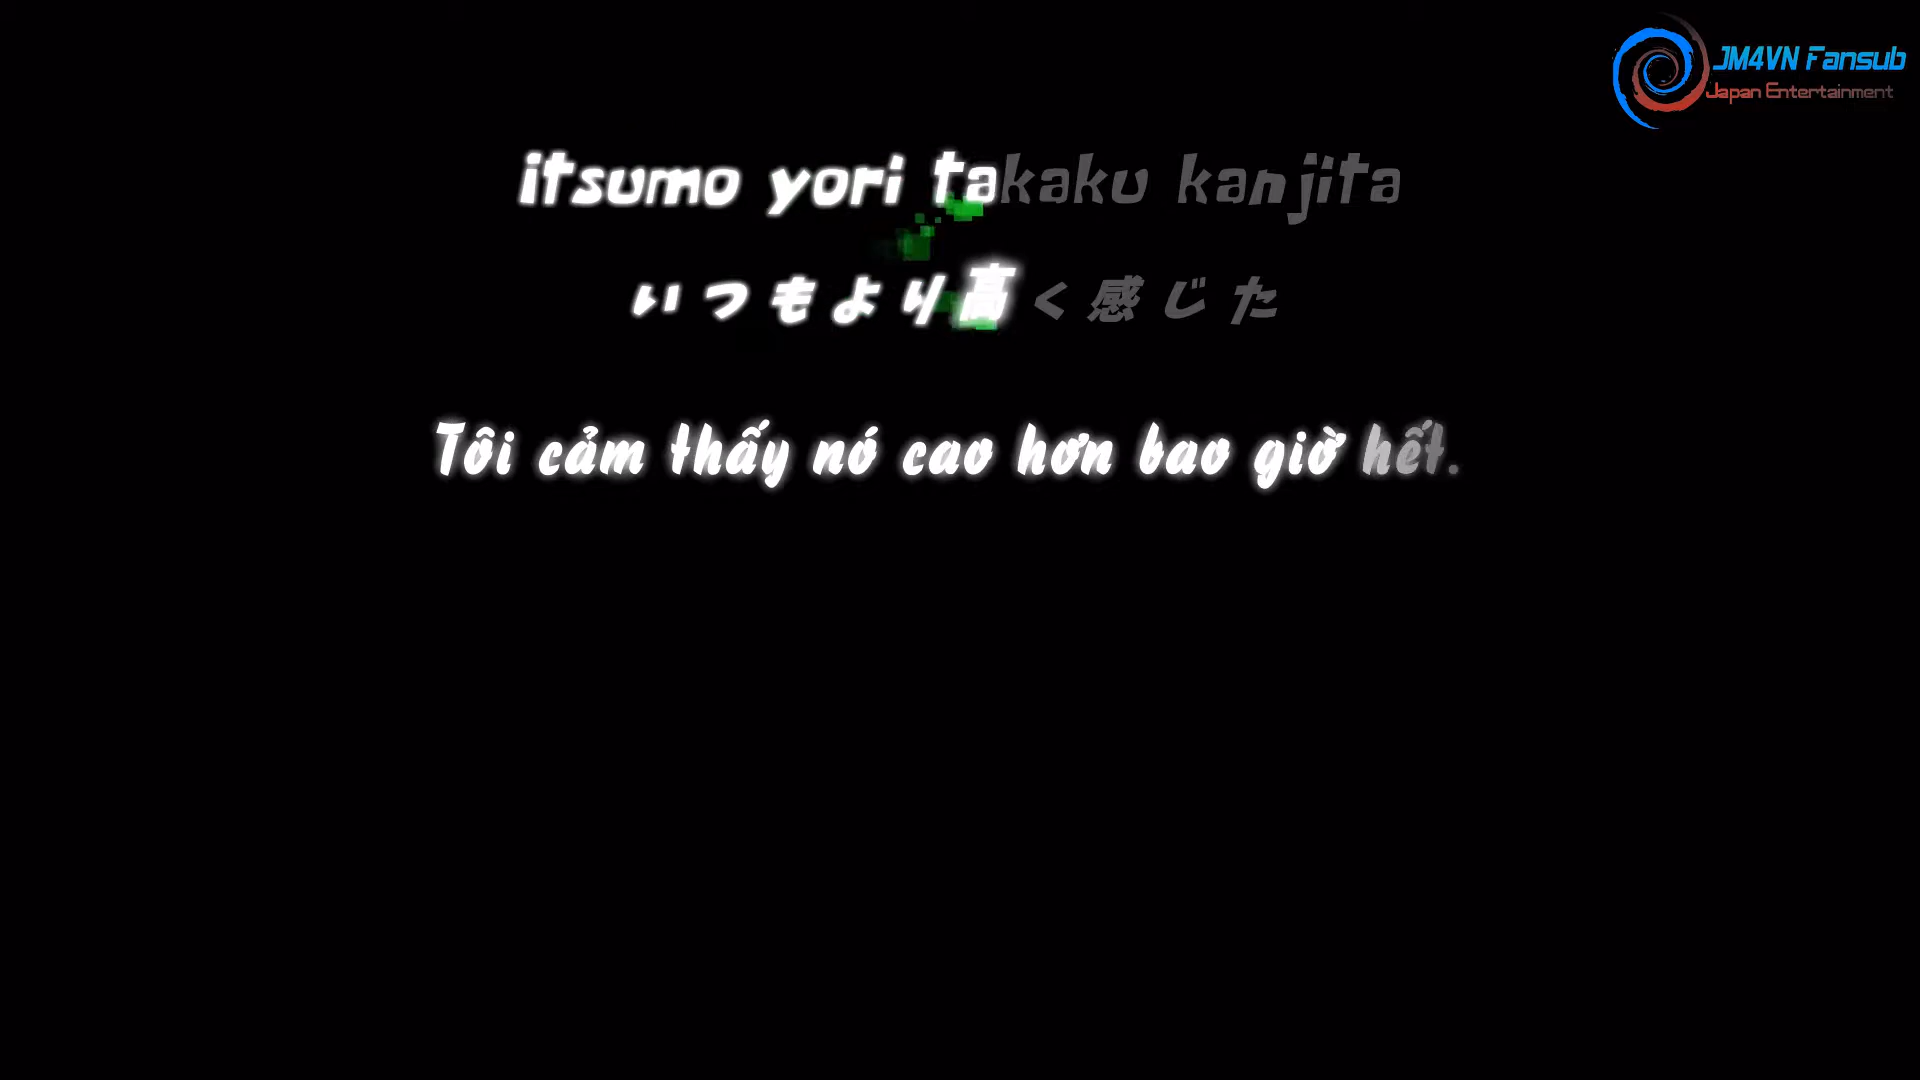 JM4VN Fansub
Japan Entertainment
itsumo yori takaku kanjita
いつもより高く感じた
Tôi cảm thấy nó cao hơn bao giờ hết.